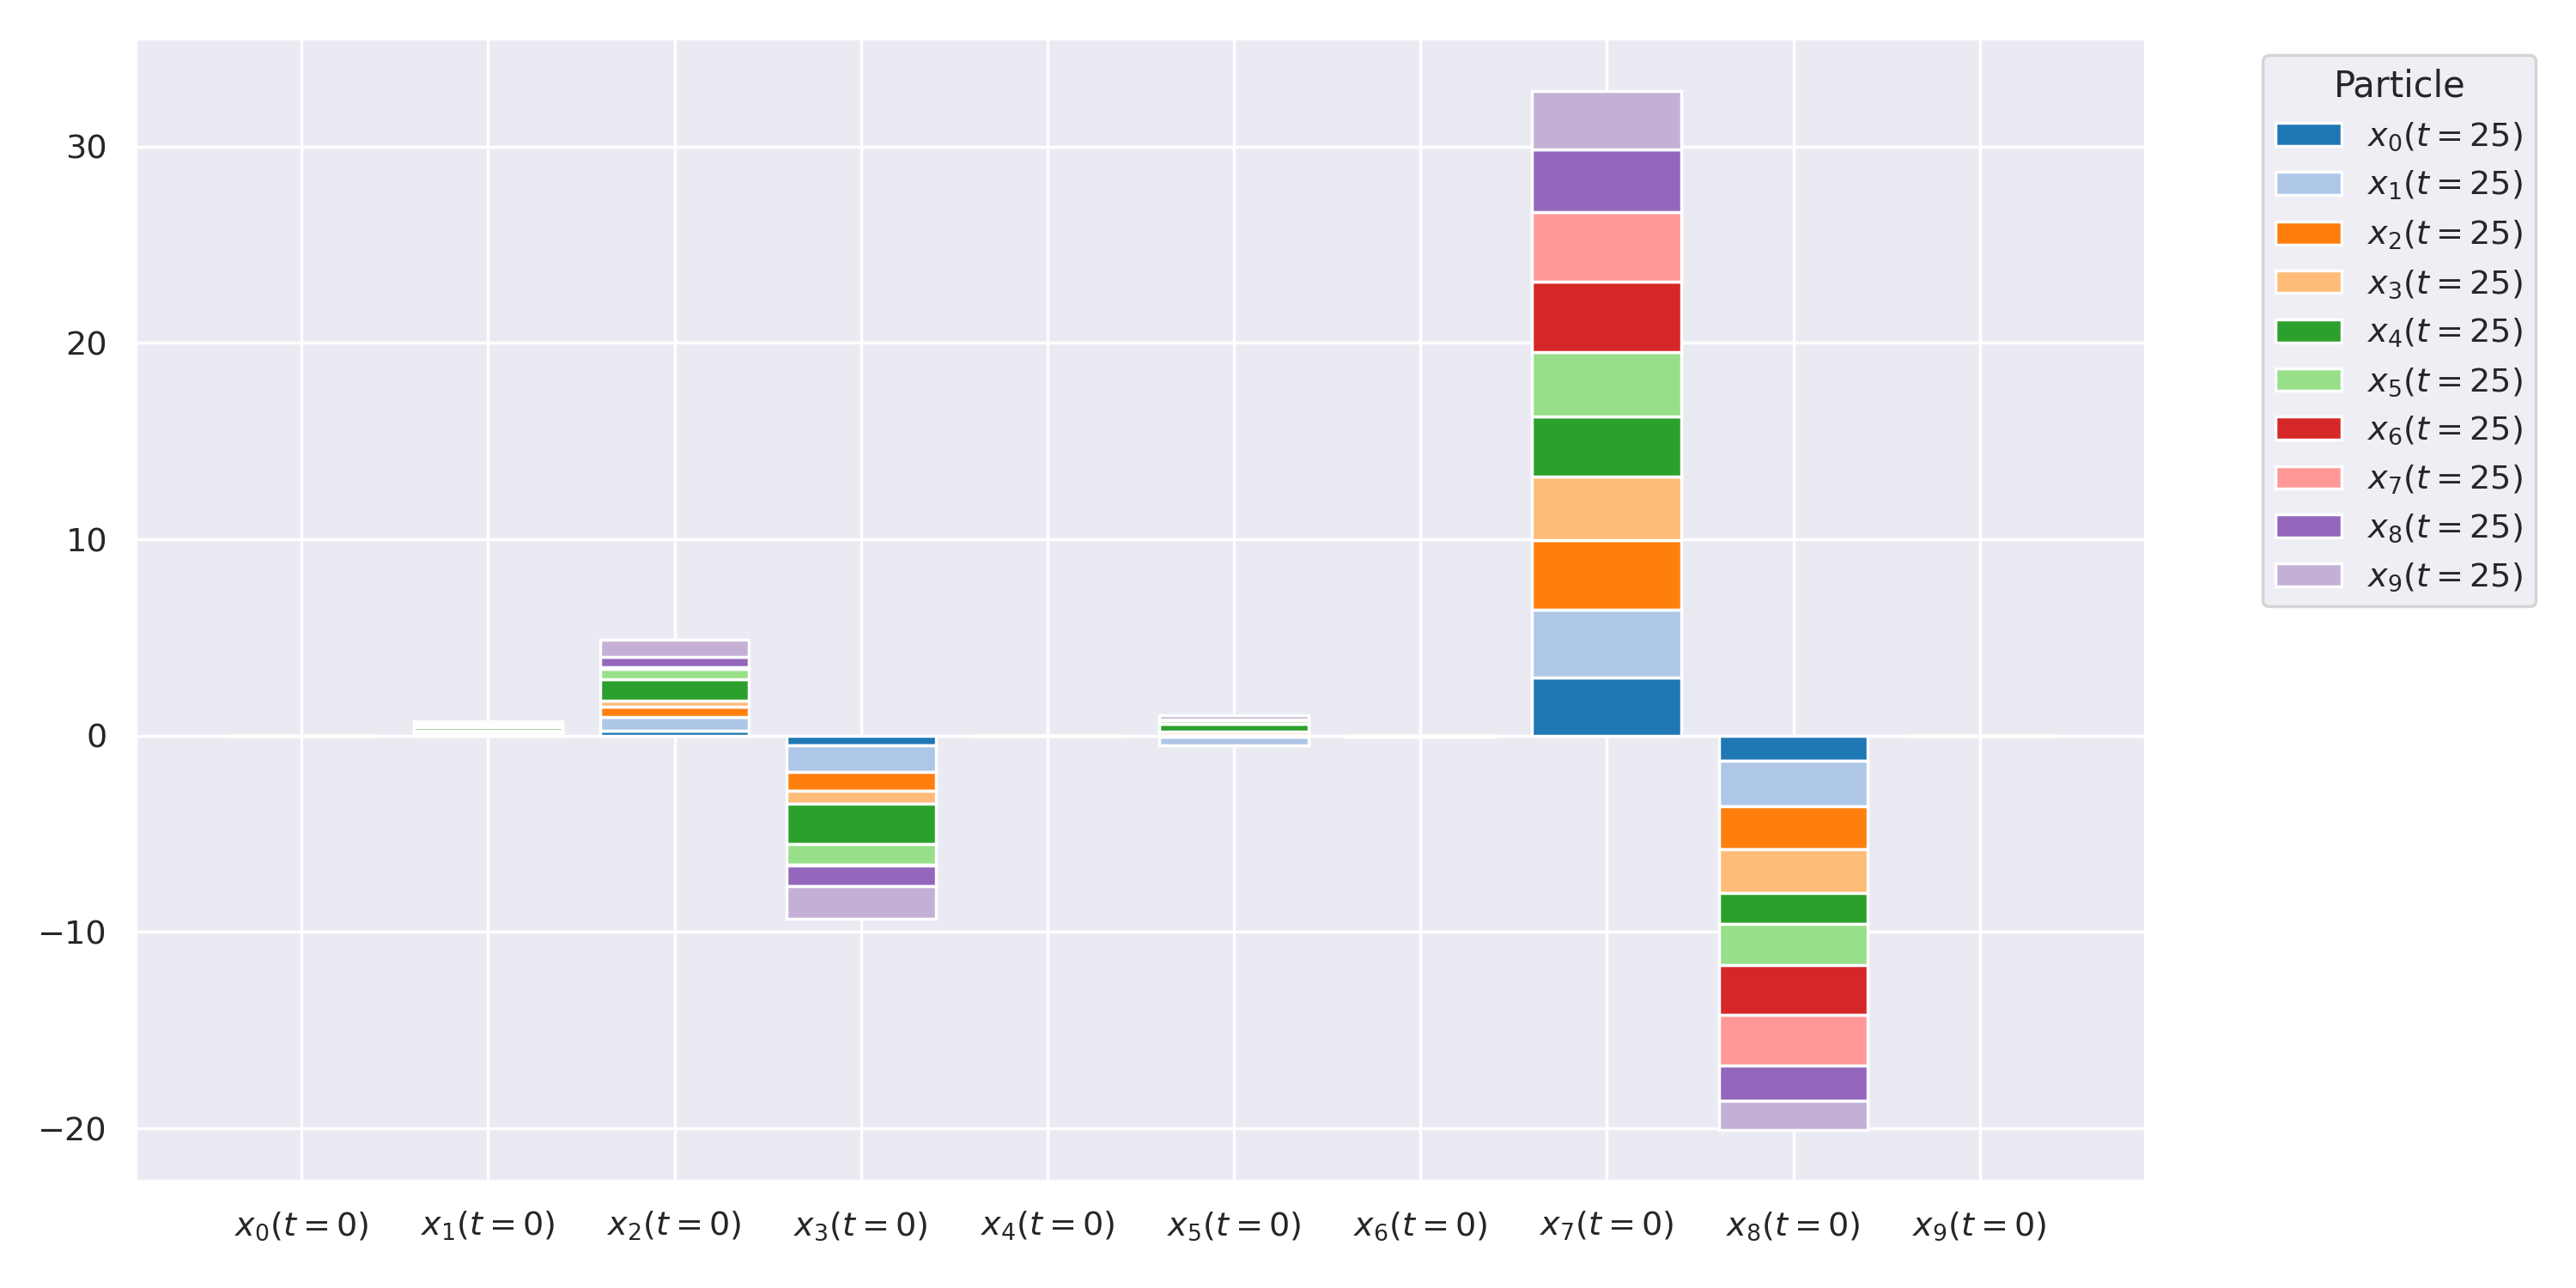 30
20
10
0
−10
−20
x₀(t = 0) x₁(t = 0) x₂(t = 0) x₃(t = 0) x₄(t = 0) x₅(t = 0) x₆(t = 0) x₇(t = 0) x₈(t = 0) x₉(t = 0)
Particle
x₀(t = 25)
x₁(t = 25)
x₂(t = 25)
x₃(t = 25)
x₄(t = 25)
x₅(t = 25)
x₆(t = 25)
x₇(t = 25)
x₈(t = 25)
x₉(t = 25)